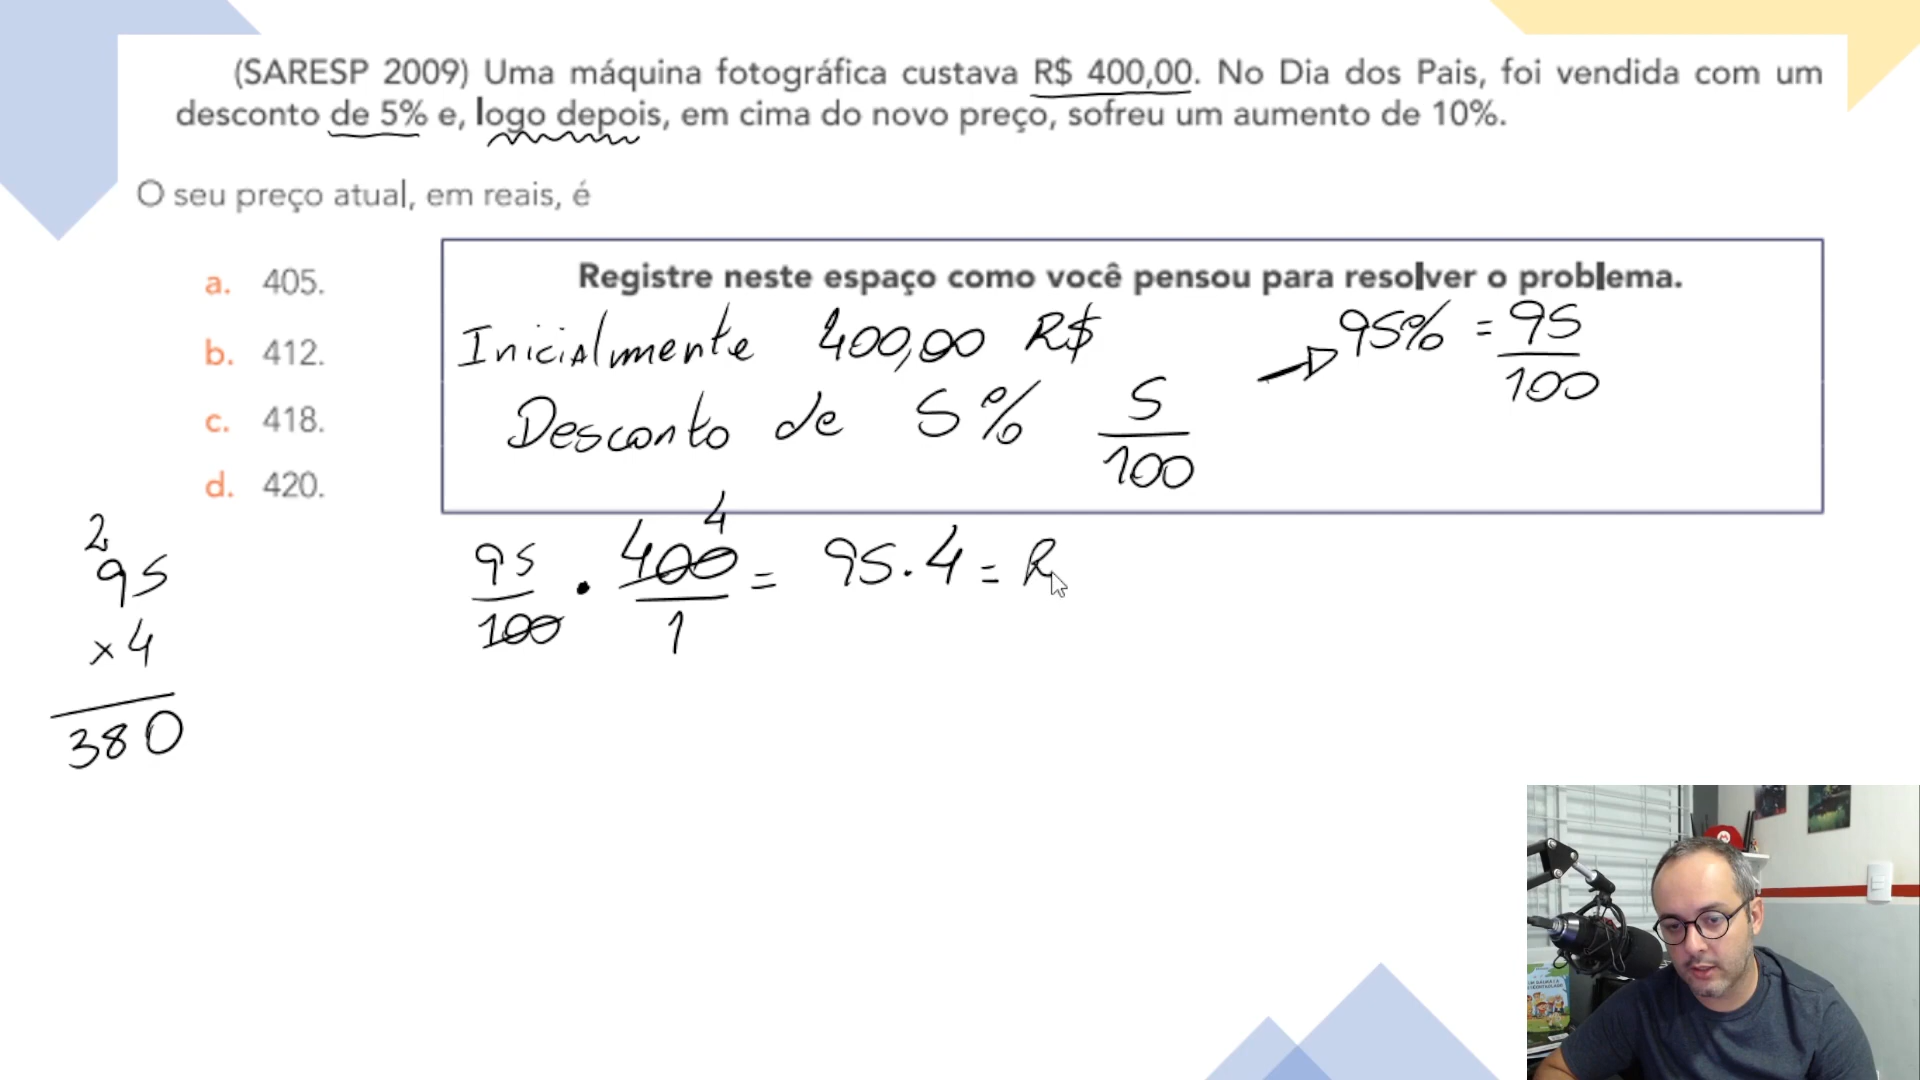 (SARESP 2009) Uma máquina fotográfica custava R$ 400,00. No Dia dos Pais, foi vendida com um
desconto de 5% e, logo depois, em cima do novo preço, sofreu um aumento de 10%.
O seu preço atual, em reais, é
a. 405.
b. 412.
c. 418.
d. 420.
Registre neste espaço como você pensou para resolver o problema.
Inicialmente 400,00 R$
Desconto de 5% 5/100
95% = 95/100
95/100 . 400/1 = 95.4 = R
4
2
95
x4
380